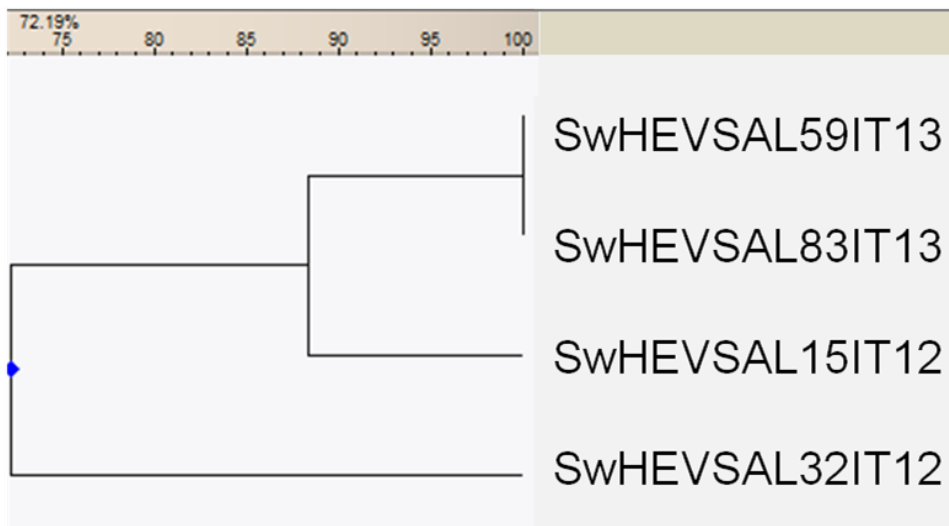 72.19%
75 80 85 90 95 100
SwHEVSAL59IT13
SwHEVSAL83IT13
SwHEVSAL15IT12
SwHEVSAL32IT12